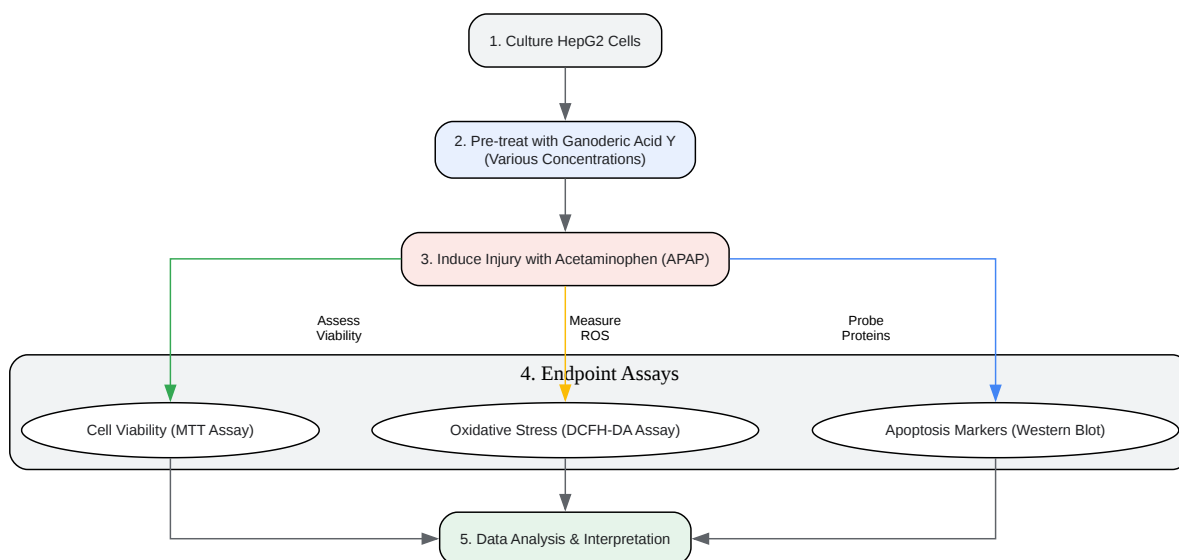 1. Culture HepG2 Cells
2. Pre-treat with Ganoderic Acid Y
(Various Concentrations)
3. Induce Injury with Acetaminophen (APAP)
Assess
Viability
Measure
ROS
Probe
Proteins
4. Endpoint Assays
Cell Viability (MTT Assay)
Oxidative Stress (DCFH-DA Assay)
Apoptosis Markers (Western Blot)
5. Data Analysis & Interpretation